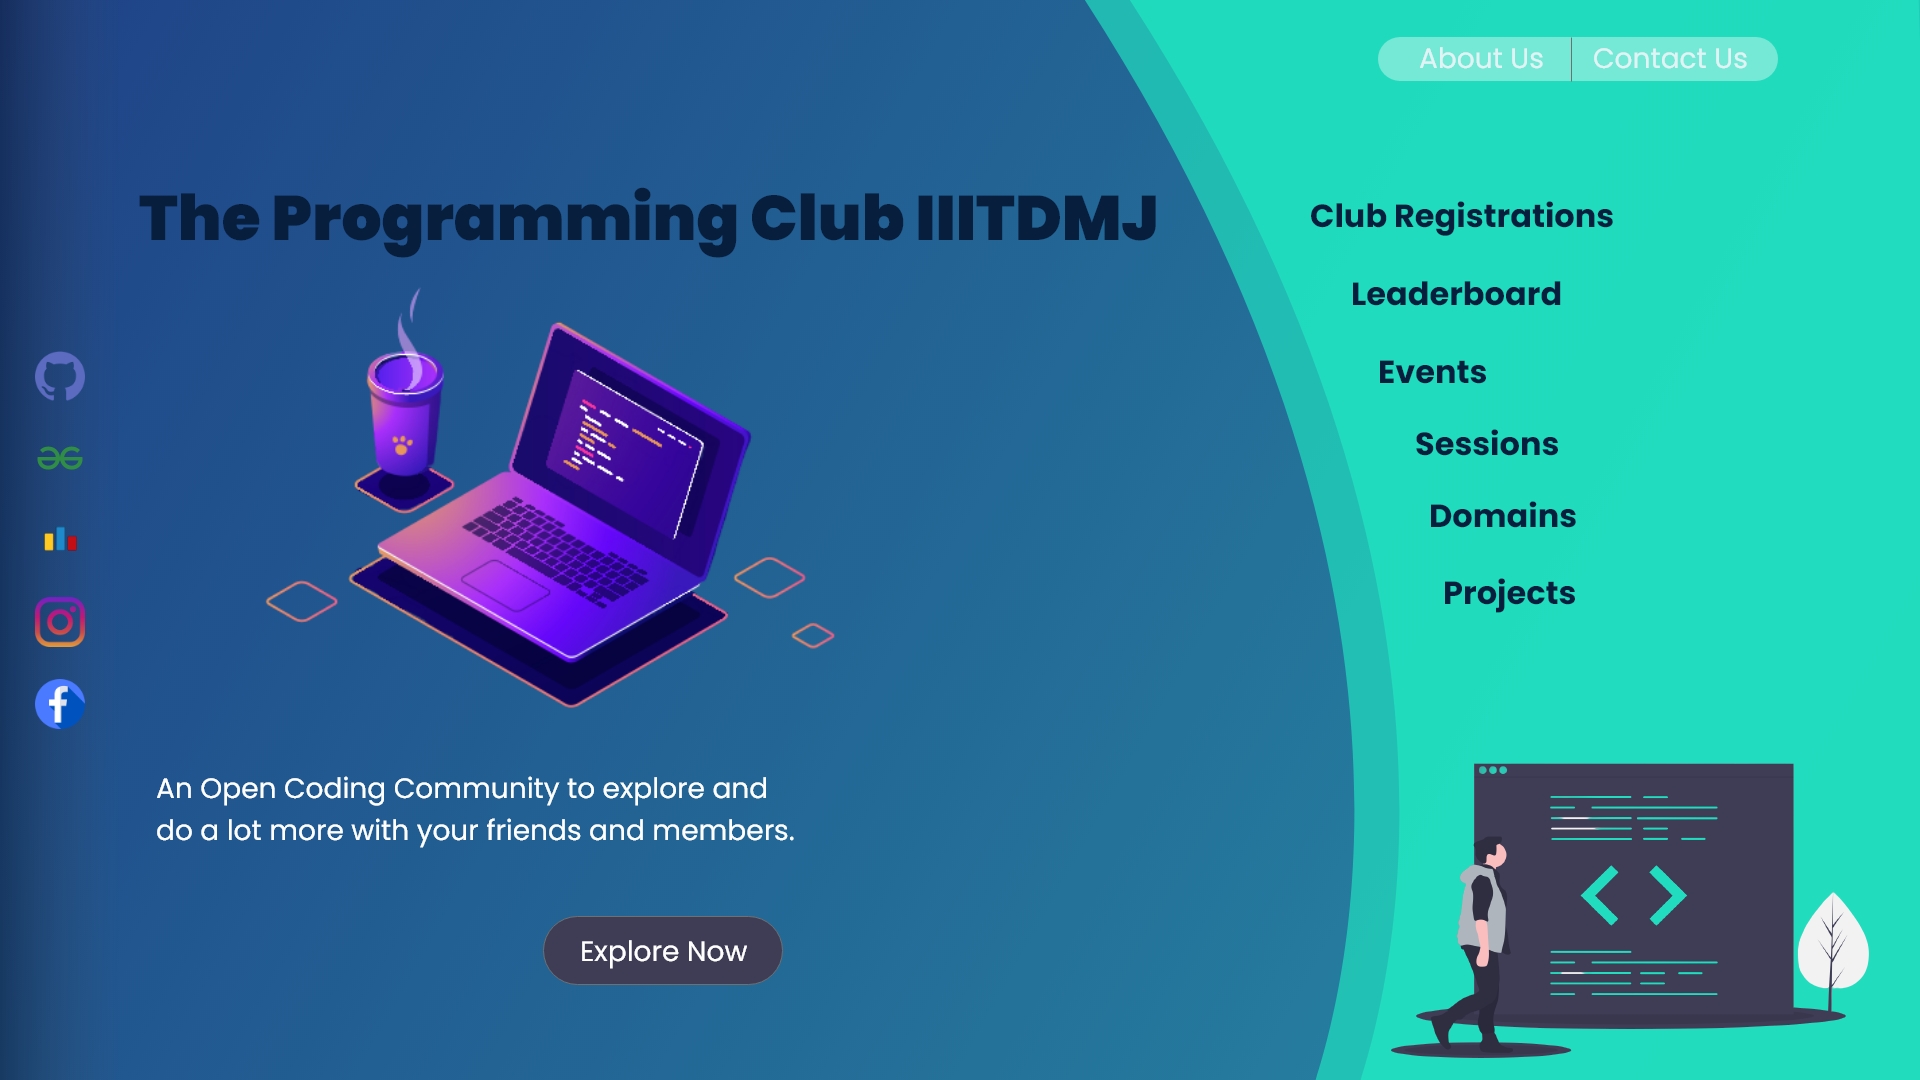 About Us
Contact Us
The Programming Club IIITDMJ
Club Registrations
Leaderboard
Events
Sessions
Domains
Projects
An Open Coding Community to explore and
do a lot more with your friends and members.
Explore Now